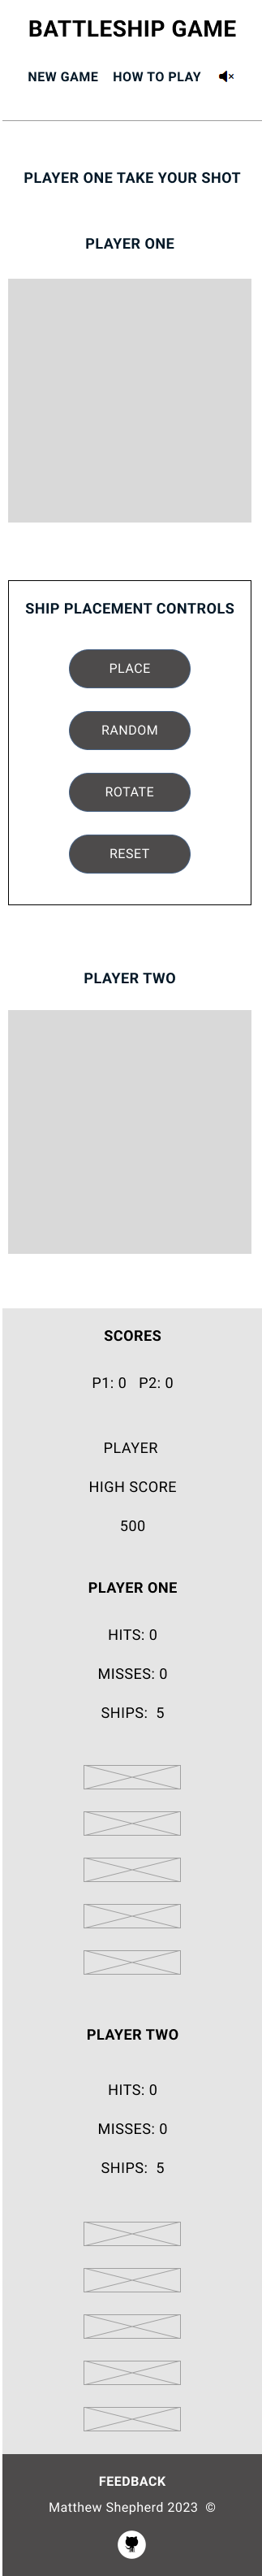 BATTLESHIP GAME
NEW GAME HOW TO PLAY
PLAYER ONE TAKE YOUR SHOT
PLAYER ONE
SHIP PLACEMENT CONTROLS
PLACE
RANDOM
ROTATE
RESET
PLAYER TWO
SCORES
P1: 0 P2: 0
PLAYER
HIGH SCORE
500
PLAYER ONE
HITS: 0
MISSES: 0
SHIPS: 5
PLAYER TWO
HITS: 0
MISSES: 0
SHIPS: 5
FEEDBACK
Matthew Shepherd 2023 ©